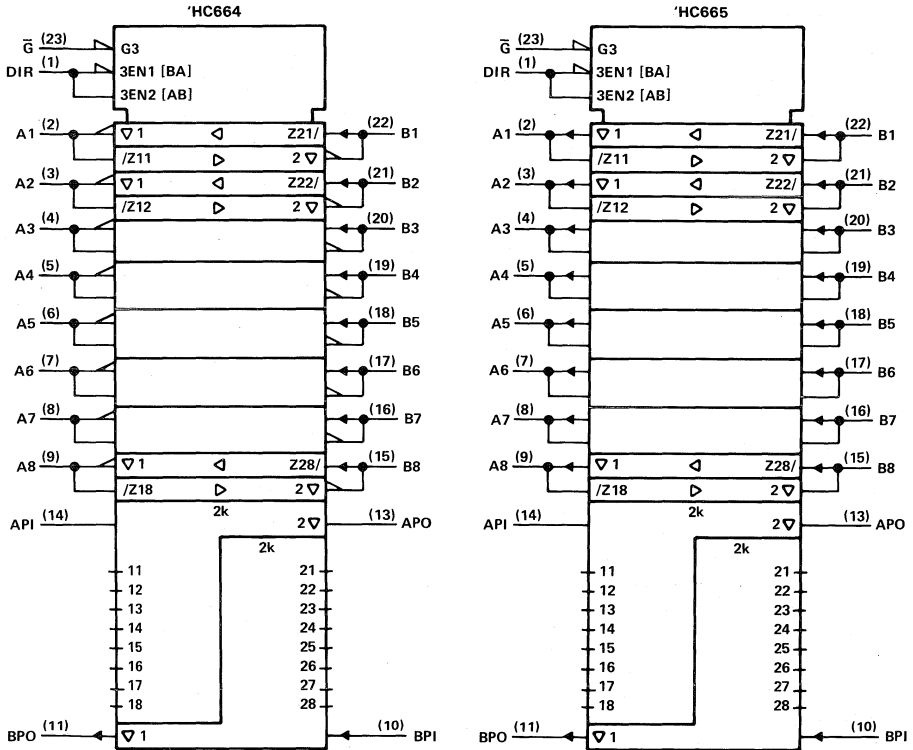 'HC664
G̅ (23) G3
DIR (1) 3EN1 [BA]
3EN2 [AB]
A1 (2) ▽ 1 ◁ Z21/ (22) B1
/Z11 ▷ 2 ▽
A2 (3) ▽ 1 ◁ Z22/ (21) B2
/Z12 ▷ 2 ▽
A3 (4) (20) B3
A4 (5) (19) B4
A5 (6) (18) B5
A6 (7) (17) B6
A7 (8) (16) B7
A8 (9) ▽ 1 ◁ Z28/ (15) B8
/Z18 ▷ 2 ▽
2k
API (14) 2 ▽ (13) APO
2k
11 21
12 22
13 23
14 24
15 25
16 26
17 27
18 28
BPO (11) ▽ 1 (10) BPI
'HC665
G̅ (23) G3
DIR (1) 3EN1 [BA]
3EN2 [AB]
A1 (2) ▽ 1 ◁ Z21/ (22) B1
/Z11 ▷ 2 ▽
A2 (3) ▽ 1 ◁ Z22/ (21) B2
/Z12 ▷ 2 ▽
A3 (4) (20) B3
A4 (5) (19) B4
A5 (6) (18) B5
A6 (7) (17) B6
A7 (8) (16) B7
A8 (9) ▽ 1 ◁ Z28/ (15) B8
/Z18 ▷ 2 ▽
2k
API (14) 2 ▽ (13) APO
2k
11 21
12 22
13 23
14 24
15 25
16 26
17 27
18 28
BPO (11) ▽ 1 (10) BPI